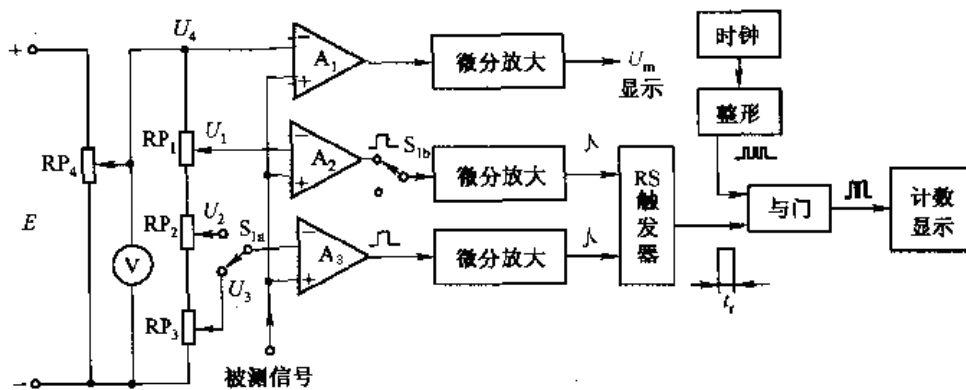 +
U₄
−
A₁
+
微分放大
Uₘ
显示
时钟
整形
RP₄
RP₁
U₁
−
A₂
+
S₁b
微分放大
RS
触
发
器
与门
计数
显示
E
RP₂
U₂
S₁a
−
A₃
+
微分放大
V
U₃
RP₃
tᵣ
−
被测信号